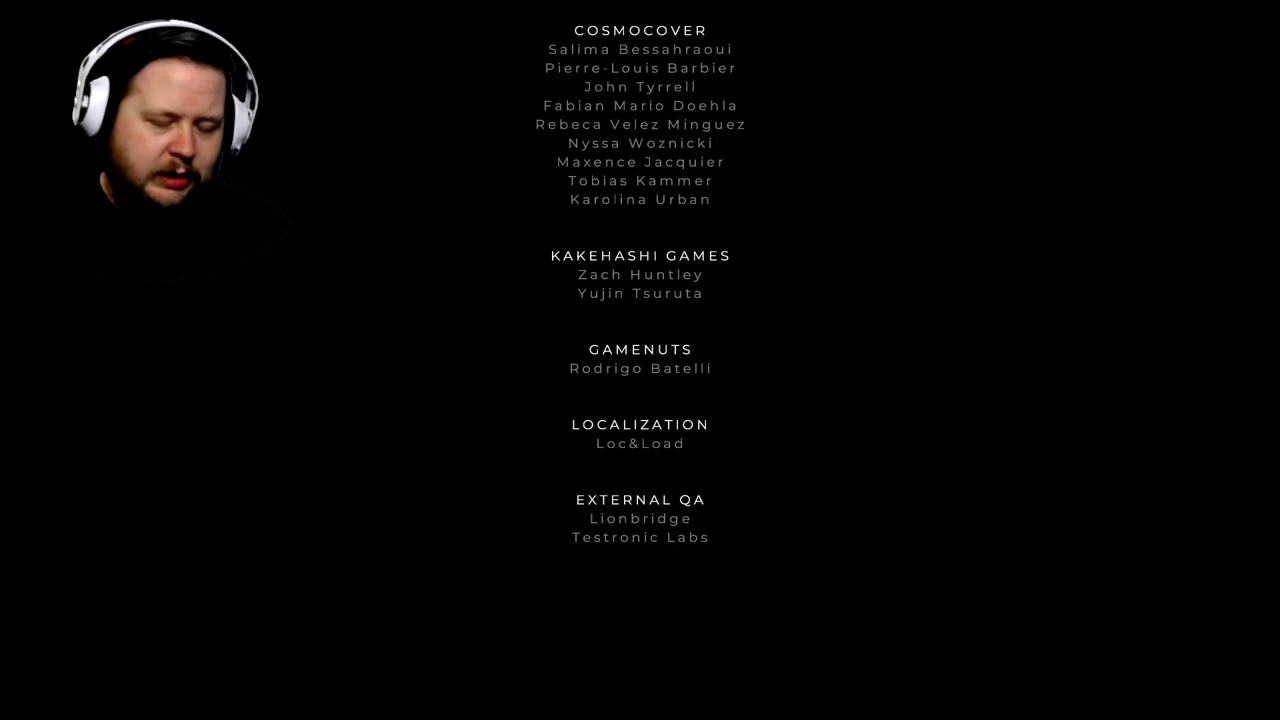 COSMOCOVER
Salima Bessahraoui
Pierre-Louis Barbier
John Tyrrell
Fabian Mario Doehla
Rebeca Velez Minguez
Nyssa Woznicki
Maxence Jacquier
Tobias Kammer
Karolina Urban
KAKEHASHI GAMES
Zach Huntley
Yujin Tsuruta
GAMENUTS
Rodrigo Batelli
LOCALIZATION
Loc&Load
EXTERNAL QA
Lionbridge
Testronic Labs